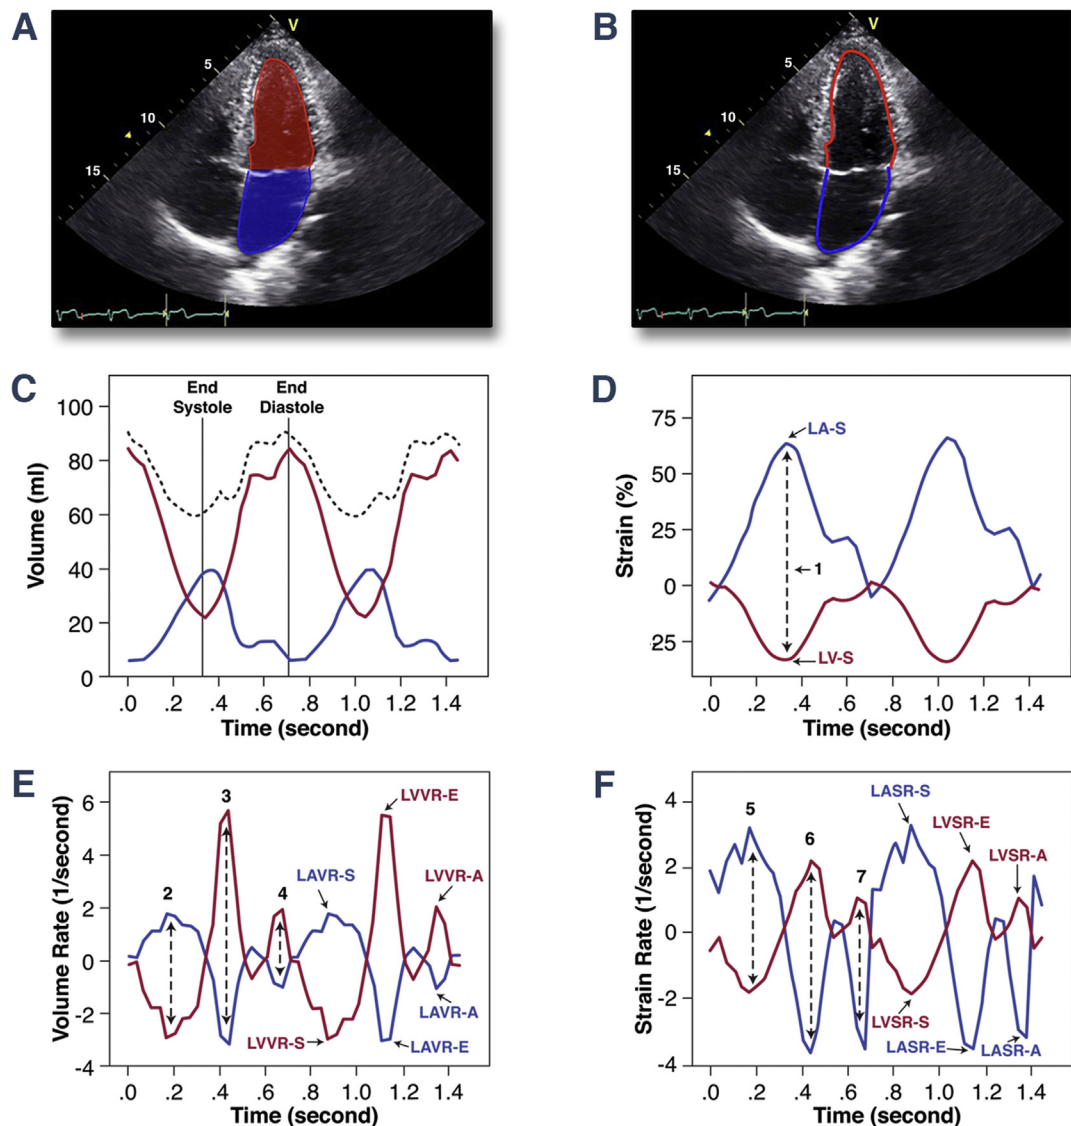 A
V
5
10
15
B
V
5
10
15
C
End
Systole
End
Diastole
100
80
60
40
20
0
Volume (ml)
.0 .2 .4 .6 .8 1.0 1.2 1.4
Time (second)
D
75
50
25
0
25
Strain (%)
LA-S
1
LV-S
.0 .2 .4 .6 .8 1.0 1.2 1.4
Time (second)
E
6
4
2
0
-2
-4
Volume Rate (1/second)
2
3
4
LVVR-E
LAVR-S
LVVR-A
LAVR-A
LVVR-S
LAVR-E
.0 .2 .4 .6 .8 1.0 1.2 1.4
Time (second)
F
4
2
0
-2
-4
Strain Rate (1/second)
5
6
7
LASR-S
LVSR-E
LVSR-A
LVSR-S
LASR-E
LASR-A
.0 .2 .4 .6 .8 1.0 1.2 1.4
Time (second)